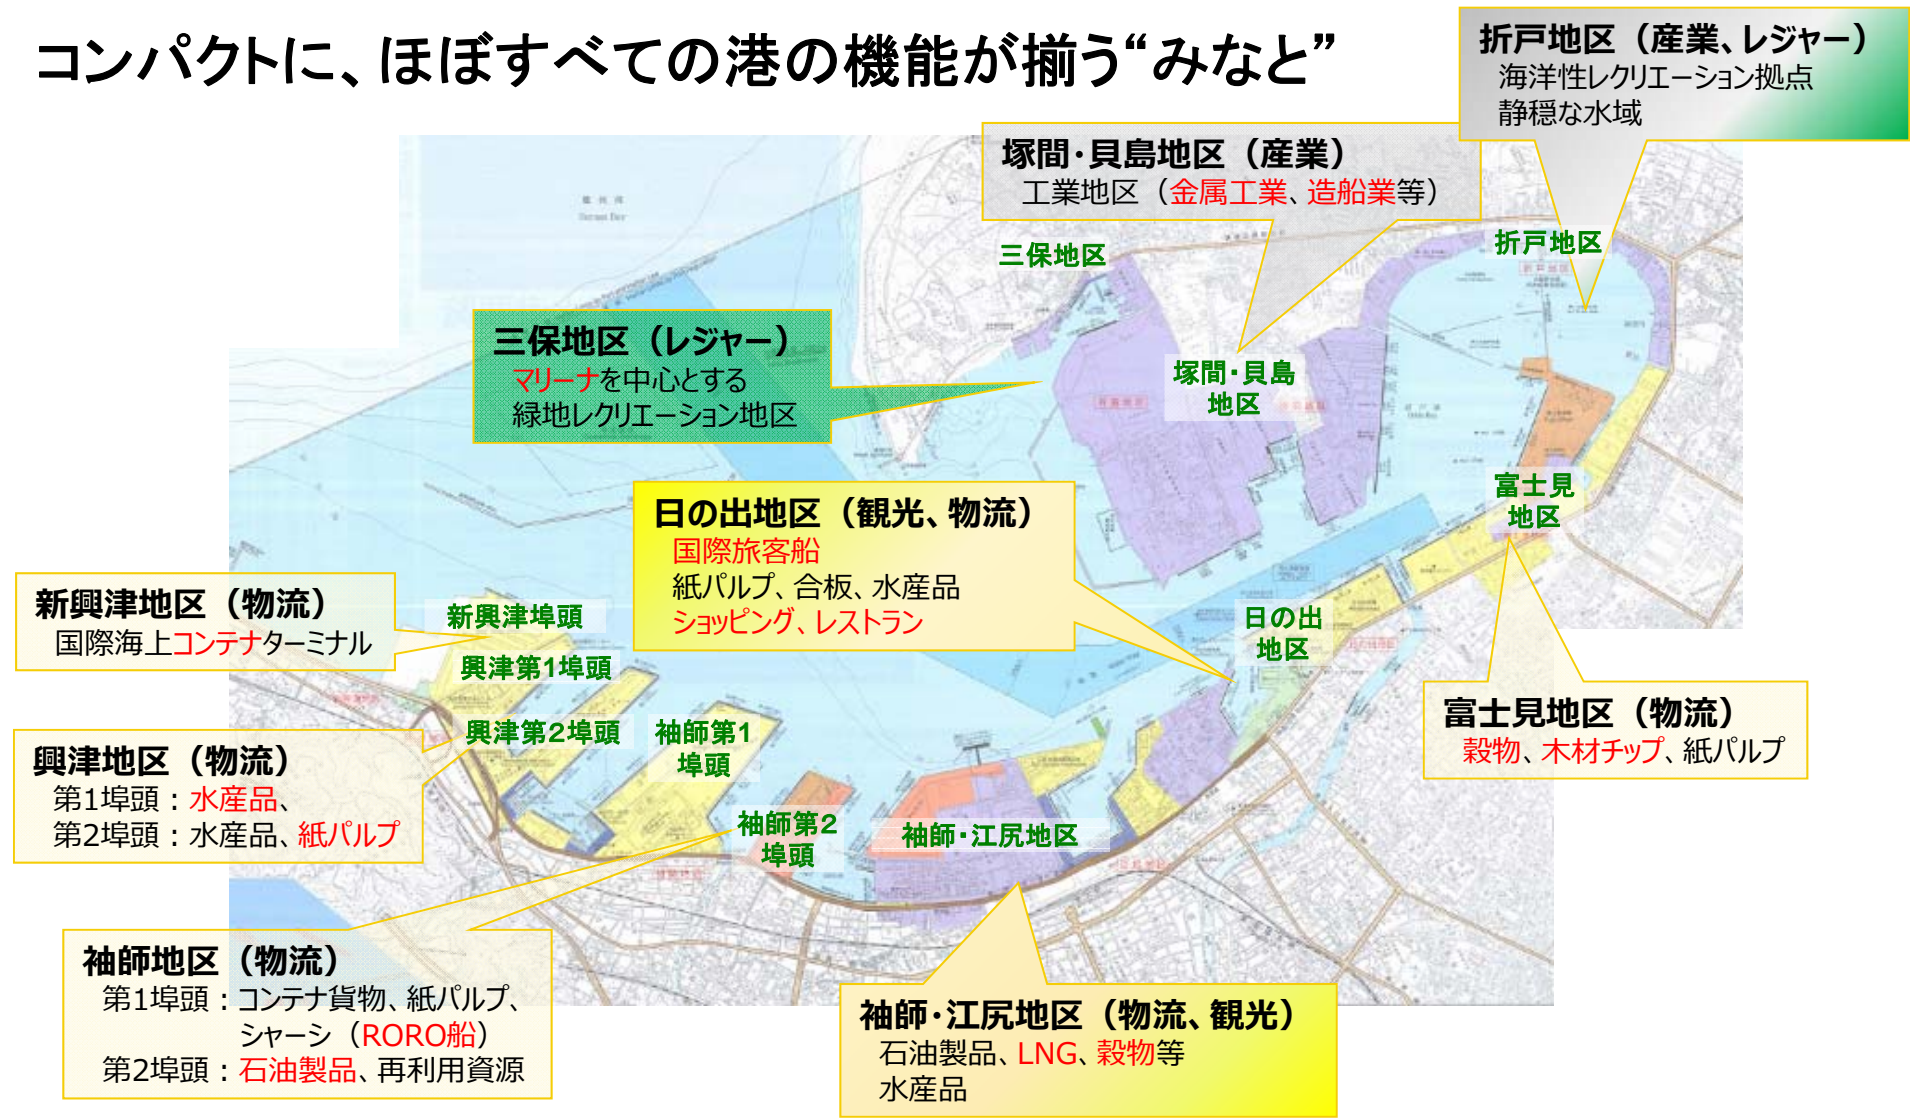 コンパクトに、ほぼすべての港の機能が揃う“みなと”
折戸地区（産業、レジャー）
海洋性レクリエーション拠点
静穏な水域
塚間・貝島地区（産業）
工業地区（金属工業、造船業等）
三保地区
折戸地区
三保地区（レジャー）
マリーナを中心とする
緑地レクリエーション地区
塚間・貝島
地区
富士見
地区
日の出地区（観光、物流）
国際旅客船
紙パルプ、合板、水産品
ショッピング、レストラン
日の出
地区
新興津地区（物流）
国際海上コンテナターミナル
新興津埠頭
興津第1埠頭
興津第2埠頭
袖師第1
埠頭
富士見地区（物流）
穀物、木材チップ、紙パルプ
興津地区（物流）
第1埠頭：水産品、
第2埠頭：水産品、紙パルプ
袖師第2
埠頭
袖師・江尻地区
袖師地区（物流）
第1埠頭：コンテナ貨物、紙パルプ、
シャーシ（RORO船）
第2埠頭：石油製品、再利用資源
袖師・江尻地区（物流、観光）
石油製品、LNG、穀物等
水産品